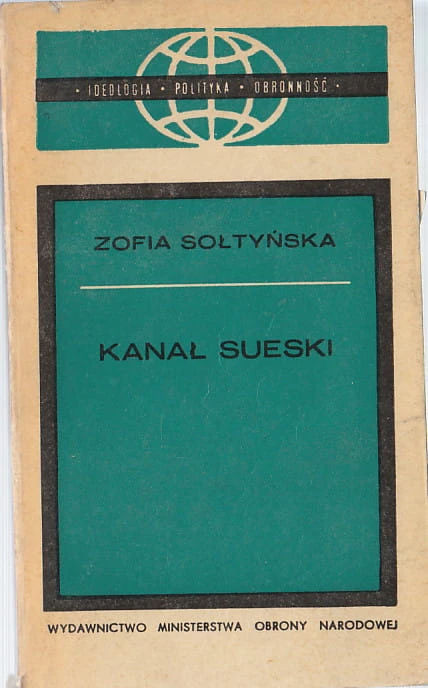 · IDEOLOGIA · POLITYKA · OBRONNOŚĆ ·
ZOFIA SOŁTYŃSKA
KANAŁ SUESKI
WYDAWNICTWO MINISTERSTWA OBRONY NARODOWEJ